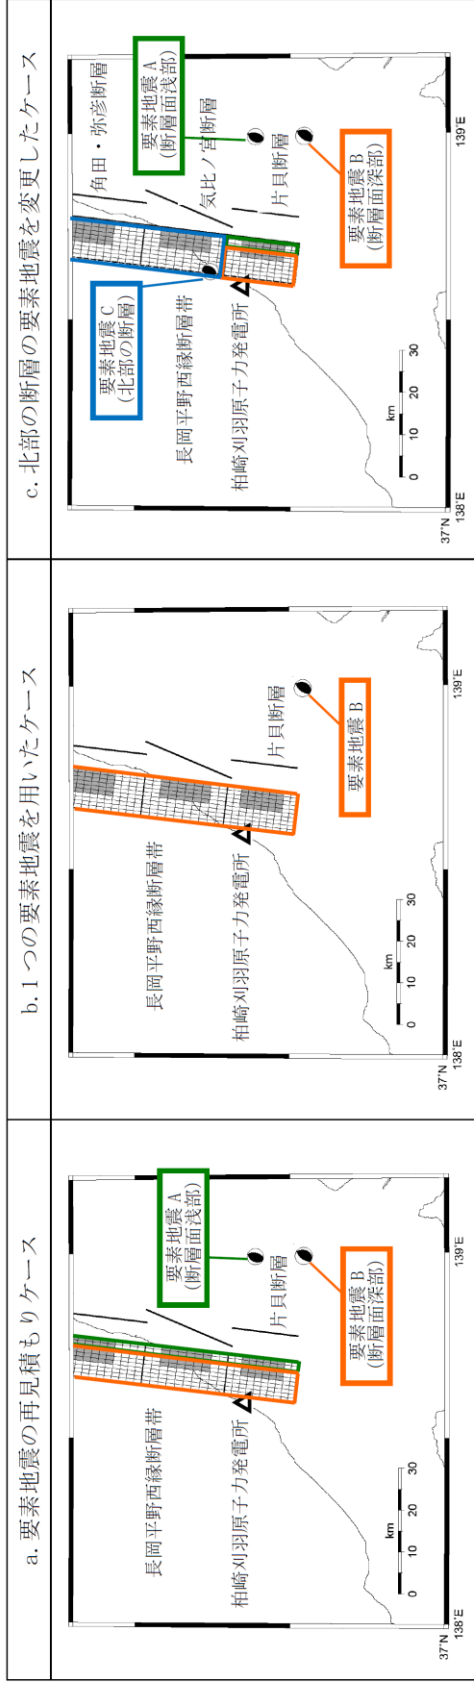 a. 要素地震の再見積もりケース
長岡平野西縁断層帯
柏崎刈羽原子力発電所
片貝断層
要素地震 A
(断層面浅部)
要素地震 B
(断層面深部)
km
0 10 20 30
37˚N
138˚E
139˚E
b.1 つの要素地震を用いたケース
長岡平野西縁断層帯
柏崎刈羽原子力発電所
片貝断層
要素地震 B
km
0 10 20 30
37˚N
138˚E
139˚E
c. 北部の断層の要素地震を変更したケース
要素地震 C
(北部の断層)
角田・弥彦断層
気比ノ宮断層
片貝断層
長岡平野西縁断層帯
柏崎刈羽原子力発電所
要素地震 A
(断層面浅部)
要素地震 B
(断層面深部)
km
0 10 20 30
37˚N
138˚E
139˚E